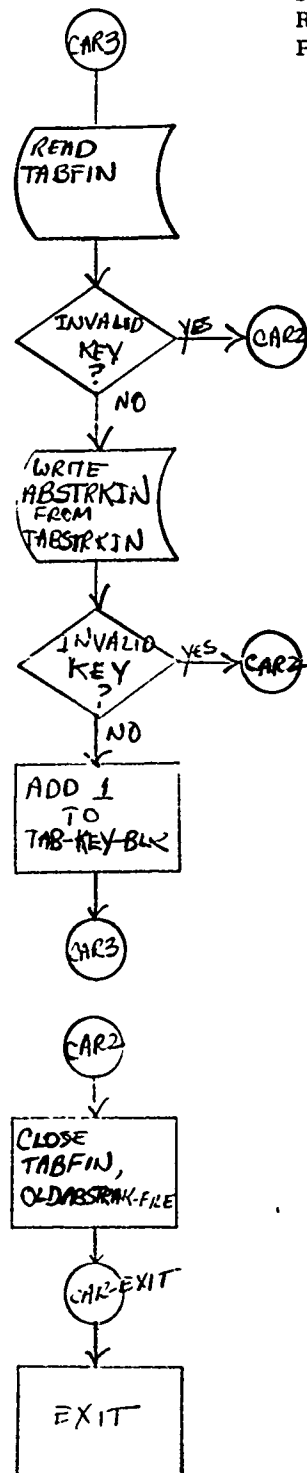 CAR3
READ
TABFIN
INVALID
KEY
?
YES
CAR2
NO
WRITE
ABSTRKIN
FROM
TABSTRKIN
INVALID
KEY
?
YES
CAR2
NO
ADD 1
TO
TAB-KEY-BLK
CAR3
CAR2
CLOSE
TABFIN,
OLDABSTRAK-FILE
CAR-EXIT
EXIT